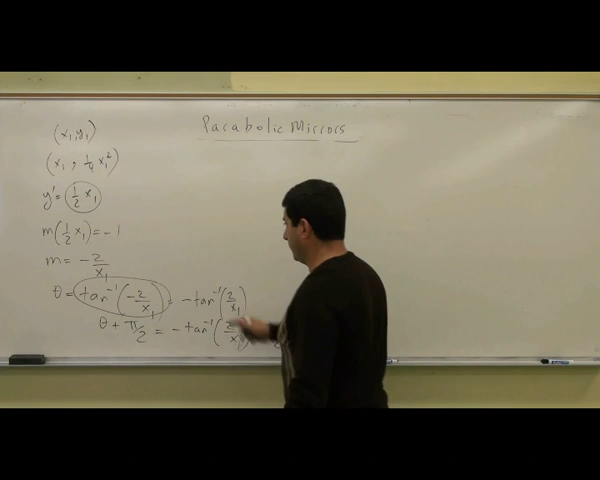 Parabolic Mirrors
(x₁, y₁)
(x₁, ¼ x₁²)
y' = ½ x₁
m(½ x₁) = -1
m = -2/x₁
θ = tan⁻¹(-2/x₁) = -tan⁻¹(2/x₁)
θ + π/2 = -tan⁻¹(2/x₁